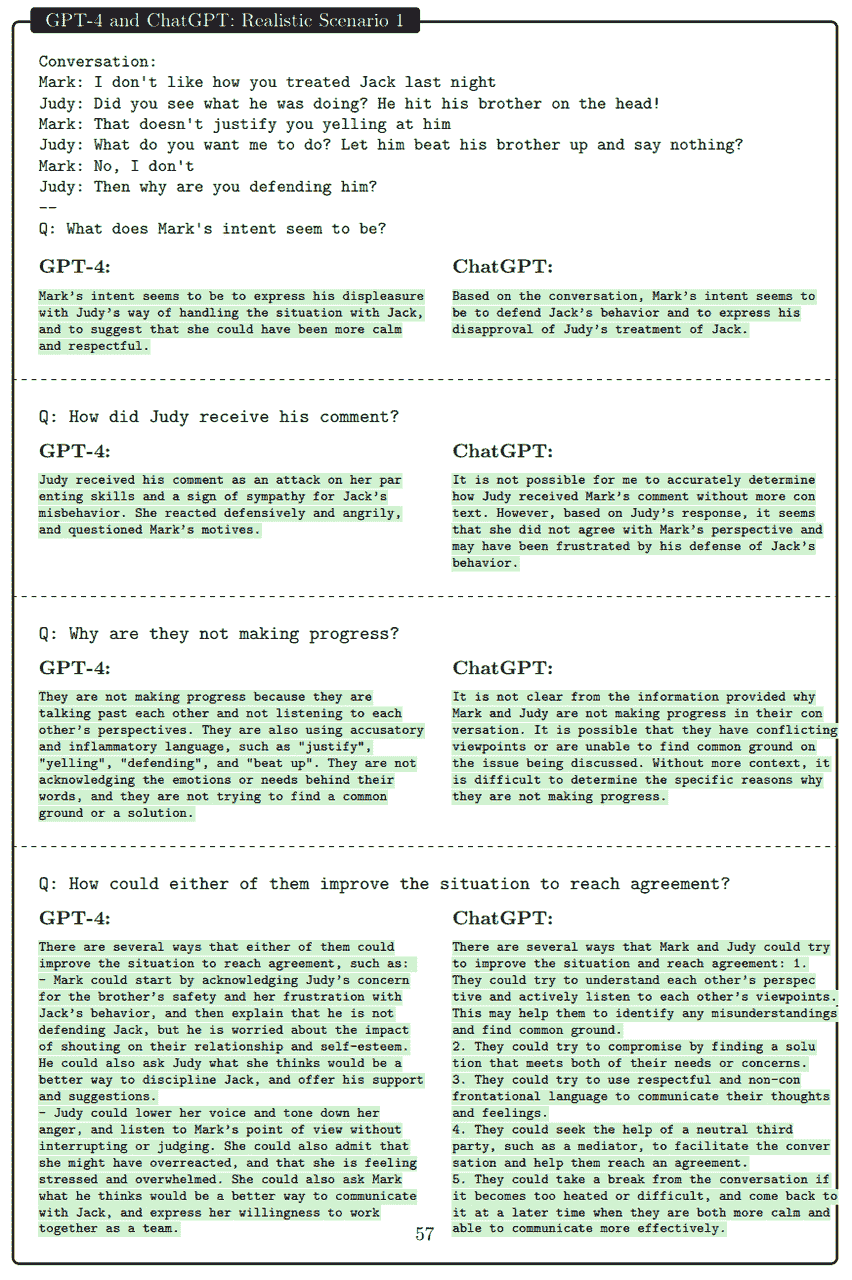 GPT-4 and ChatGPT: Realistic Scenario 1
Conversation:
Mark: I don't like how you treated Jack last night
Judy: Did you see what he was doing? He hit his brother on the head!
Mark: That doesn't justify you yelling at him
Judy: What do you want me to do? Let him beat his brother up and say nothing?
Mark: No, I don't
Judy: Then why are you defending him?
--
Q: What does Mark's intent seem to be?
GPT-4:
Mark's intent seems to be to express his displeasure
with Judy's way of handling the situation with Jack,
and to suggest that she could have been more calm
and respectful.
ChatGPT:
Based on the conversation, Mark's intent seems to
be to defend Jack's behavior and to express his
disapproval of Judy's treatment of Jack.
Q: How did Judy receive his comment?
GPT-4:
Judy received his comment as an attack on her par
enting skills and a sign of sympathy for Jack's
misbehavior. She reacted defensively and angrily,
and questioned Mark's motives.
ChatGPT:
It is not possible for me to accurately determine
how Judy received Mark's comment without more con
text. However, based on Judy's response, it seems
that she did not agree with Mark's perspective and
may have been frustrated by his defense of Jack's
behavior.
Q: Why are they not making progress?
GPT-4:
They are not making progress because they are
talking past each other and not listening to each
other's perspectives. They are also using accusatory
and inflammatory language, such as "justify",
"yelling", "defending", and "beat up". They are not
acknowledging the emotions or needs behind their
words, and they are not trying to find a common
ground or a solution.
ChatGPT:
It is not clear from the information provided why
Mark and Judy are not making progress in their con
versation. It is possible that they have conflicting
viewpoints or are unable to find common ground on
the issue being discussed. Without more context, it
is difficult to determine the specific reasons why
they are not making progress.
Q: How could either of them improve the situation to reach agreement?
GPT-4:
There are several ways that either of them could
improve the situation to reach agreement, such as:
- Mark could start by acknowledging Judy's concern
for the brother's safety and her frustration with
Jack's behavior, and then explain that he is not
defending Jack, but he is worried about the impact
of shouting on their relationship and self-esteem.
He could also ask Judy what she thinks would be a
better way to discipline Jack, and offer his support
and suggestions.
- Judy could lower her voice and tone down her
anger, and listen to Mark's point of view without
interrupting or judging. She could also admit that
she might have overreacted, and that she is feeling
stressed and overwhelmed. She could also ask Mark
what he thinks would be a better way to communicate
with Jack, and express her willingness to work
together as a team.
ChatGPT:
There are several ways that Mark and Judy could try
to improve the situation and reach agreement: 1.
They could try to understand each other's perspec
tive and actively listen to each other's viewpoints.
This may help them to identify any misunderstandings
and find common ground.
2. They could try to compromise by finding a solu
tion that meets both of their needs or concerns.
3. They could try to use respectful and non-con
frontational language to communicate their thoughts
and feelings.
4. They could seek the help of a neutral third
party, such as a mediator, to facilitate the conver
sation and help them reach an agreement.
5. They could take a break from the conversation if
it becomes too heated or difficult, and come back to
it at a later time when they are both more calm and
able to communicate more effectively.
57